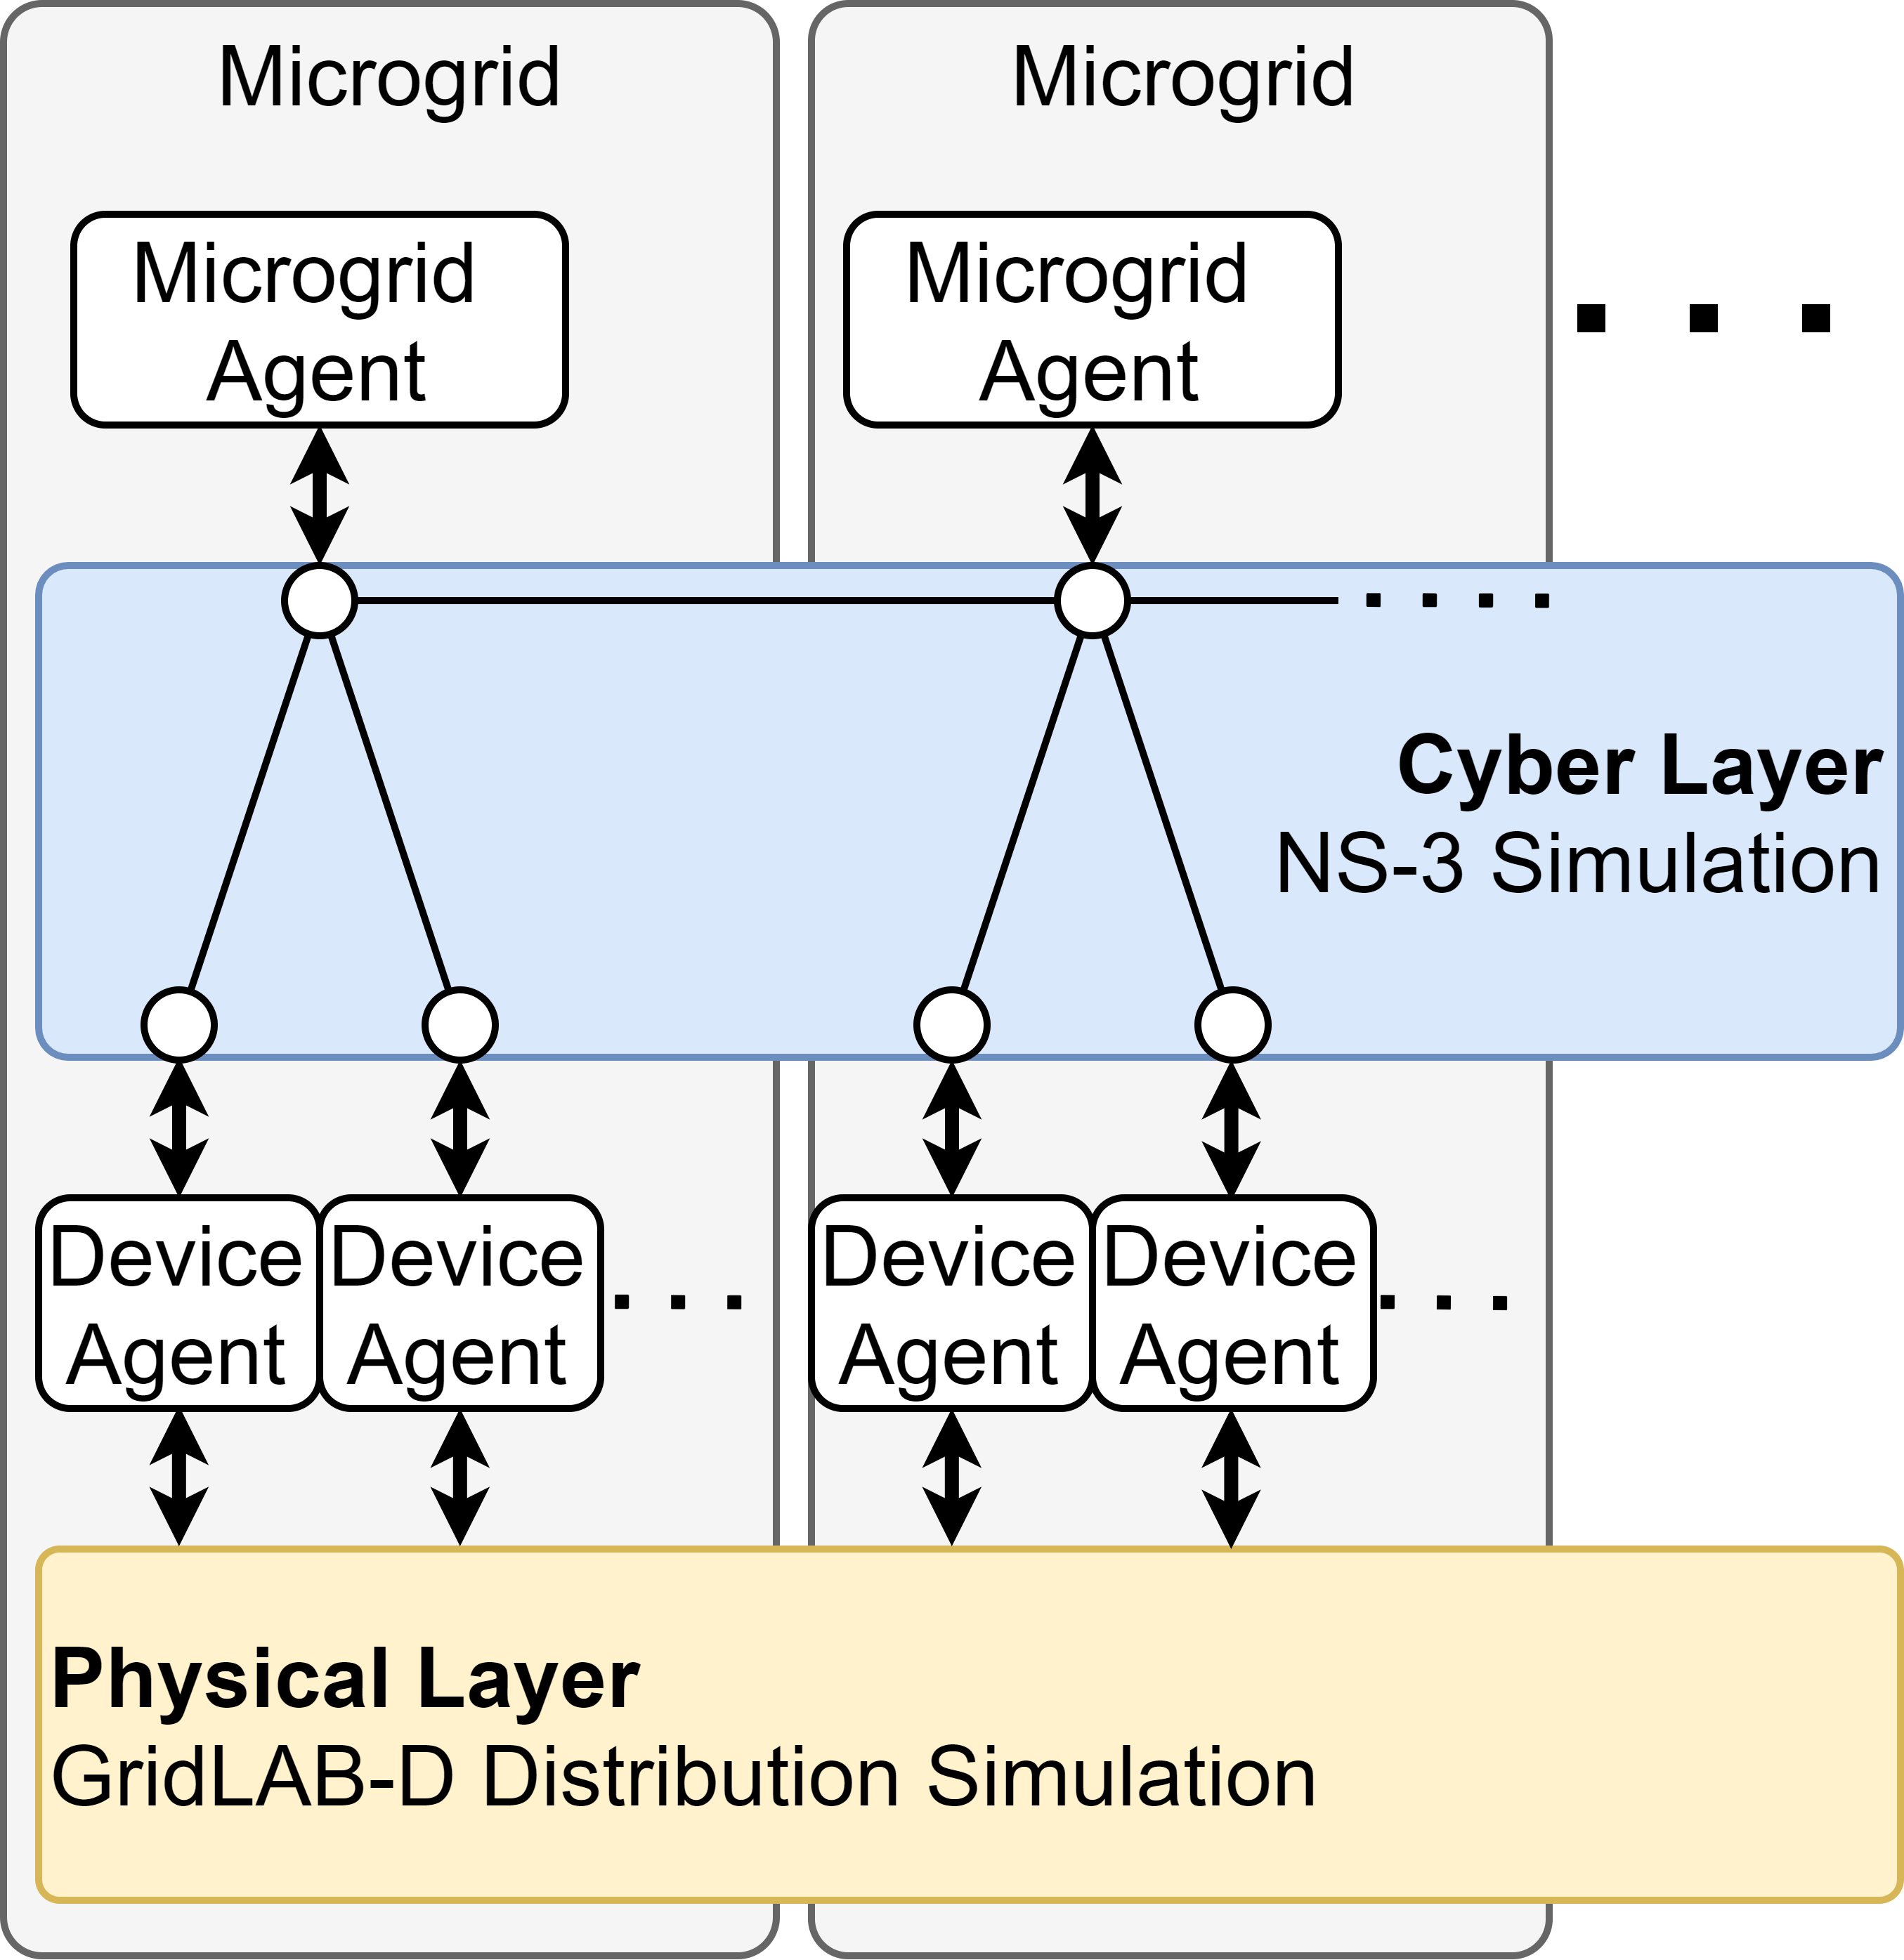 Microgrid
Microgrid
Microgrid
Agent
Microgrid
Agent
Cyber Layer
NS-3 Simulation
Device
Agent
Device
Agent
Device
Agent
Device
Agent
Physical Layer
GridLAB-D Distribution Simulation